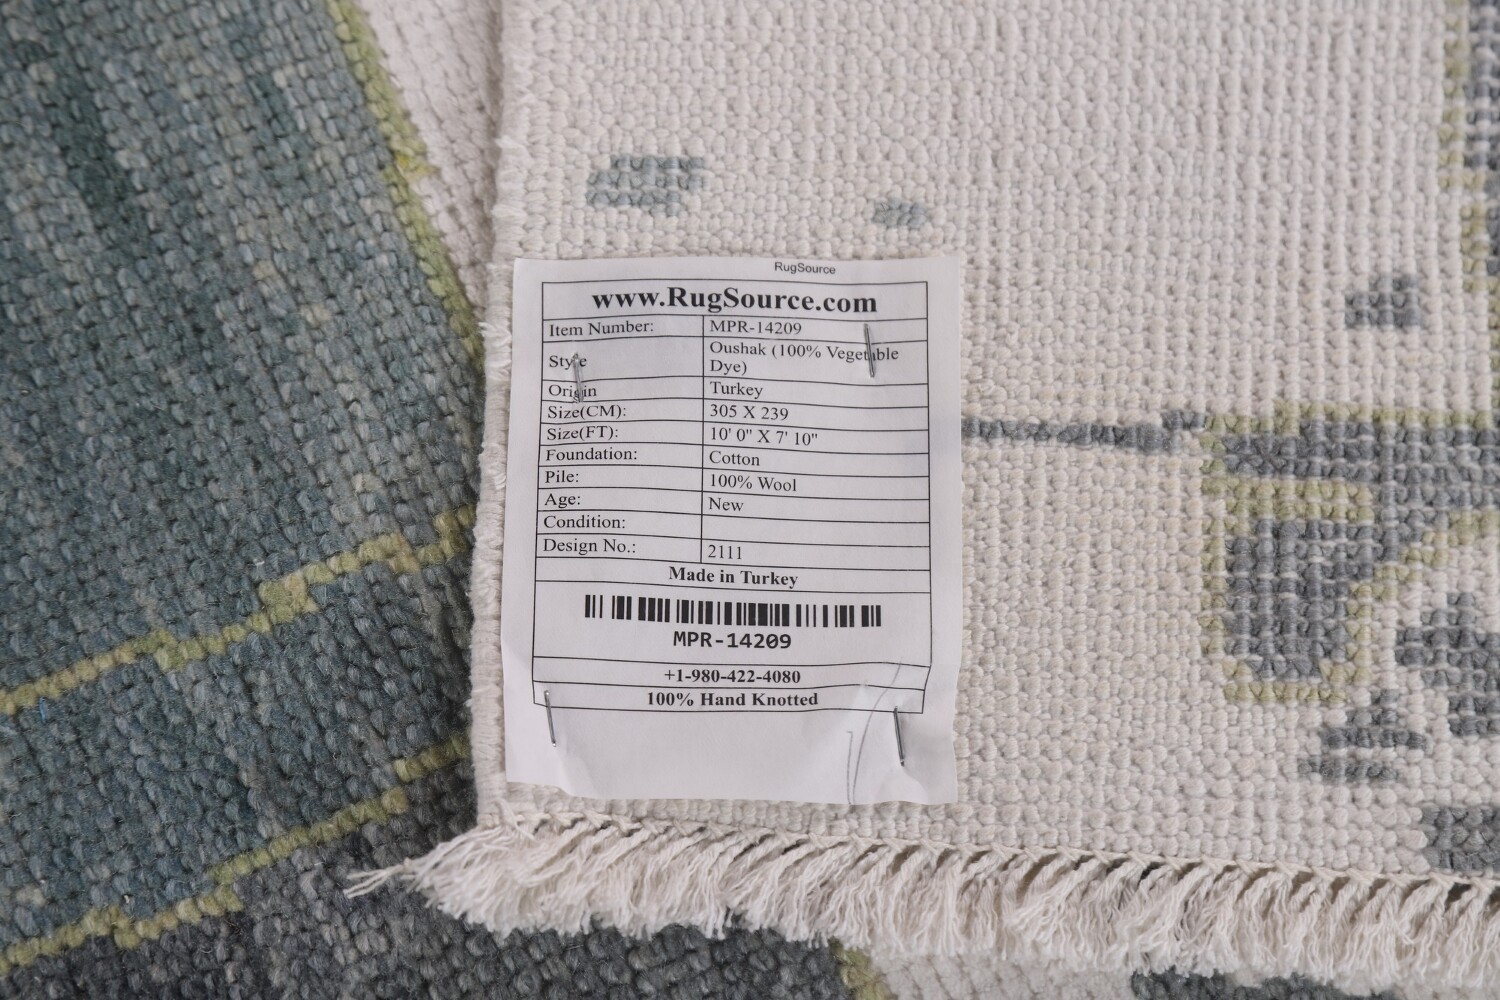 RugSource
www.RugSource.com
Item Number: MPR-14209
Style Oushak (100% Vegetable
Dye)
Origin Turkey
Size(CM): 305 X 239
Size(FT): 10' 0" X 7' 10"
Foundation: Cotton
Pile: 100% Wool
Age: New
Condition:
Design No.: 2111
Made in Turkey
MPR-14209
+1-980-422-4080
100% Hand Knotted